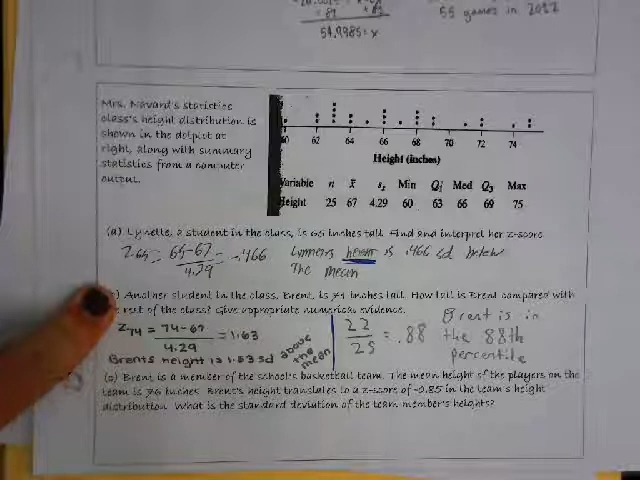 55 games in 2012
54.9985=x
Mrs. Navard's statistics
class's height distribution is
shown in the dotplot at
right, along with summary
statistics from a computer
output.
60 62 64 66 68 70 72 74
Height (inches)
Variable n x̄ sₓ Min Q1 Med Q3 Max
Height 25 67 4.29 60 63 66 69 75
(a) Lynette, a student in the class, is 65 inches tall. Find and interpret her z-score
Z65 = 65-67 / 4.29 = -.466 Lynnette's height is .466 sd below
The mean
Another student in the class, Brent, is 74 inches tall. How tall is Brent compared with
rest of the class? Give appropriate numerical evidence.
Z74 = 74-67 / 4.29 = 1.63
Brents height is 1.63 sd above the mean
22 / 25 = .88
Brent is in
the 88th
percentile
(c) Brent is a member of the school's basketball team. The mean height of the players on the
team is 76 inches. Brent's height translates to a z-score of -0.85 in the team's height
distribution. What is the standard deviation of the team member's heights?